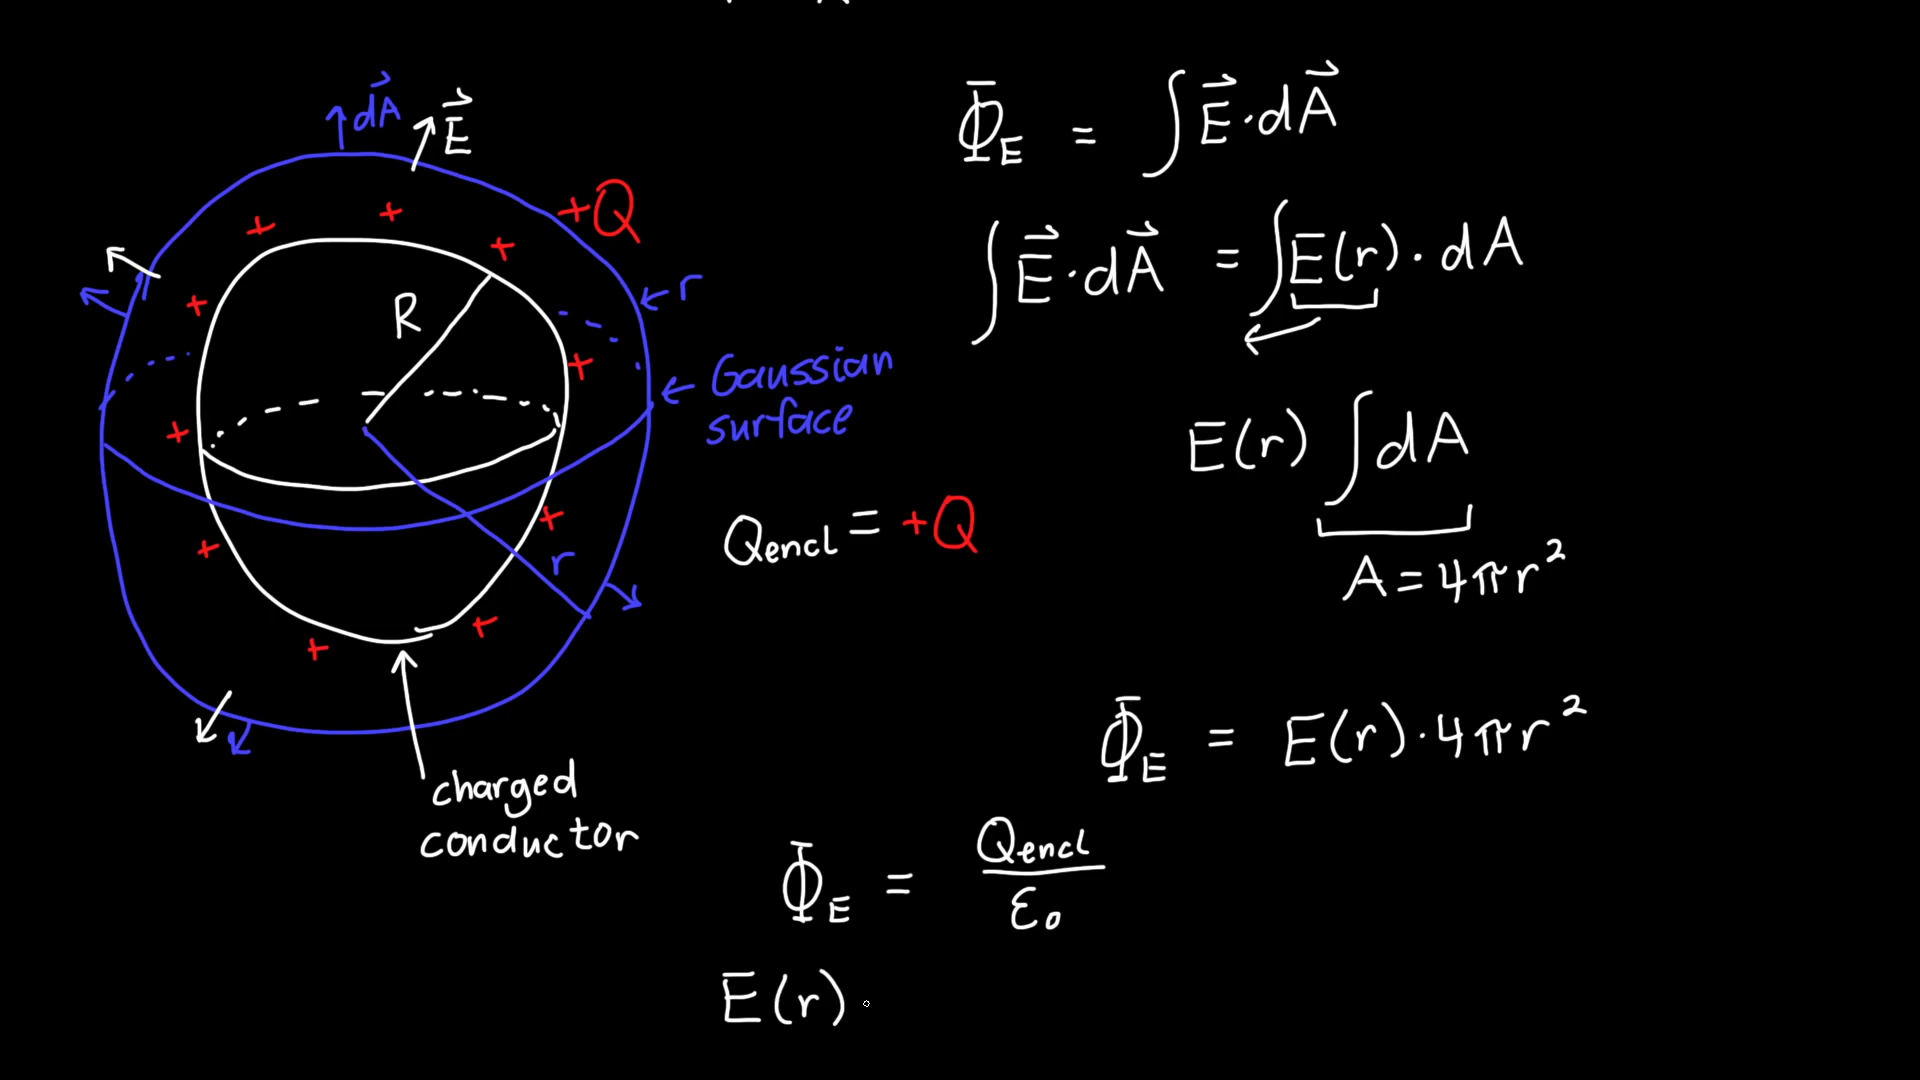 dA⃗
E⃗
+Q
R
← r
← Gaussian
surface
Qencl = +Q
r
charged
conductor
Φ_E = ∫E⃗·dA⃗
∫E⃗·dA⃗ = ∫E(r)·dA
E(r) ∫dA
A = 4πr²
Φ_E = E(r)·4πr²
Φ_E = Qencl / ε₀
E(r) ·